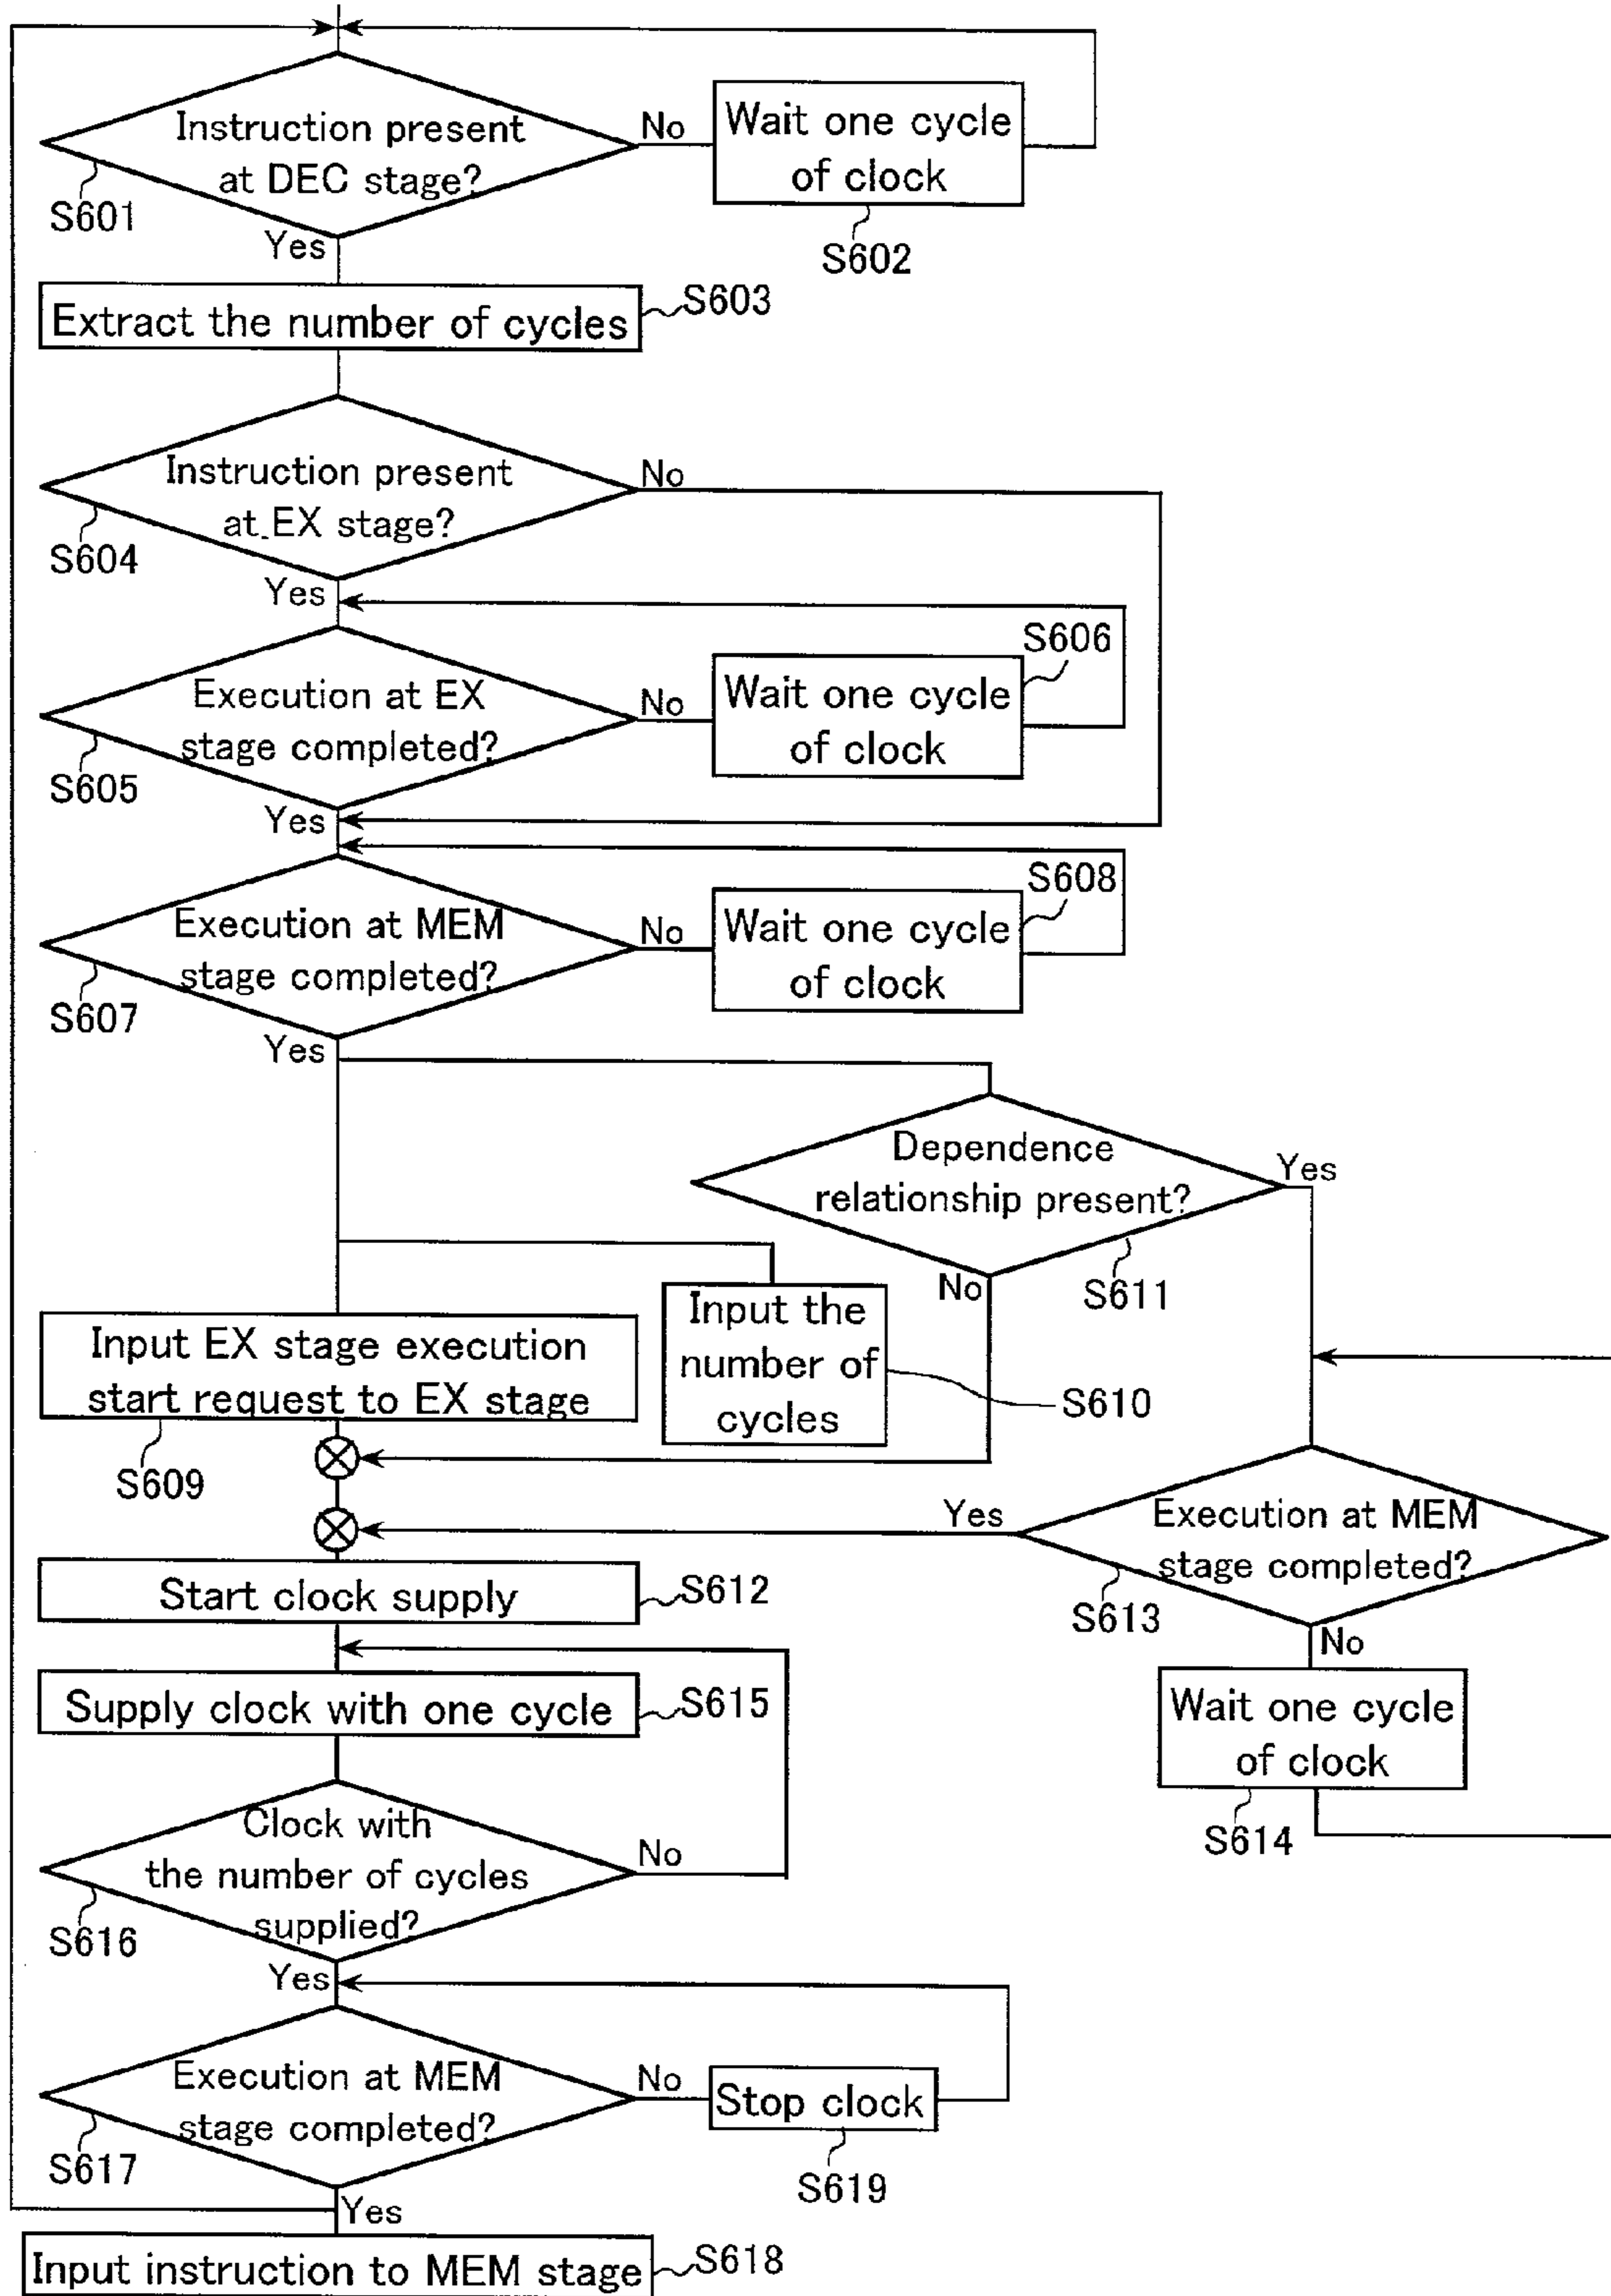 Instruction present
at DEC stage?
S601
No
Yes
Wait one cycle
of clock
S602
Extract the number of cycles
S603
Instruction present
at EX stage?
S604
No
Yes
Execution at EX
stage completed?
S605
No
Yes
Wait one cycle
of clock
S606
Execution at MEM
stage completed?
S607
No
Yes
Wait one cycle
of clock
S608
Dependence
relationship present?
S611
Yes
No
Input the
number of
cycles
S610
Input EX stage execution
start request to EX stage
S609
Execution at MEM
stage completed?
S613
Yes
No
Wait one cycle
of clock
S614
Start clock supply
S612
Supply clock with one cycle
S615
Clock with
the number of cycles
supplied?
S616
No
Yes
Execution at MEM
stage completed?
S617
No
Stop clock
S619
Yes
Input instruction to MEM stage
S618